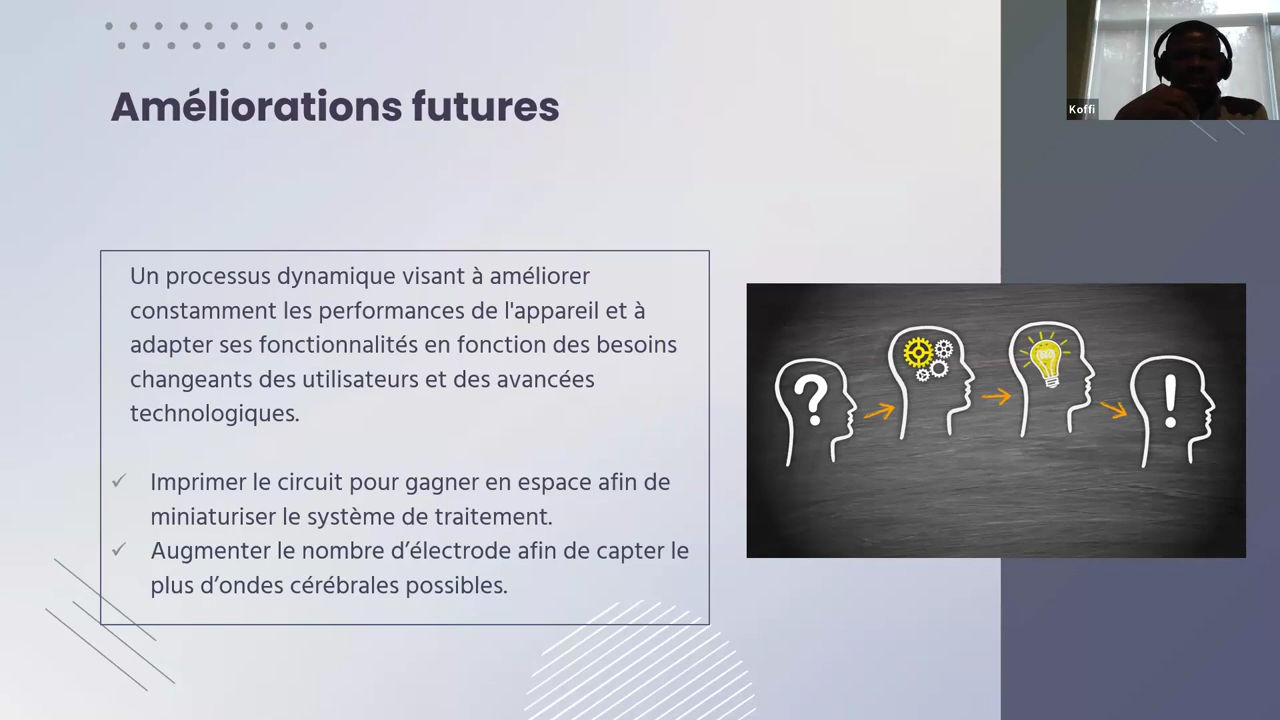 Améliorations futures
Koffi
Un processus dynamique visant à améliorer
constamment les performances de l'appareil et à
adapter ses fonctionnalités en fonction des besoins
changeants des utilisateurs et des avancées
technologiques.
✓ Imprimer le circuit pour gagner en espace afin de
miniaturiser le système de traitement.
✓ Augmenter le nombre d’électrode afin de capter le
plus d’ondes cérébrales possibles.
? !